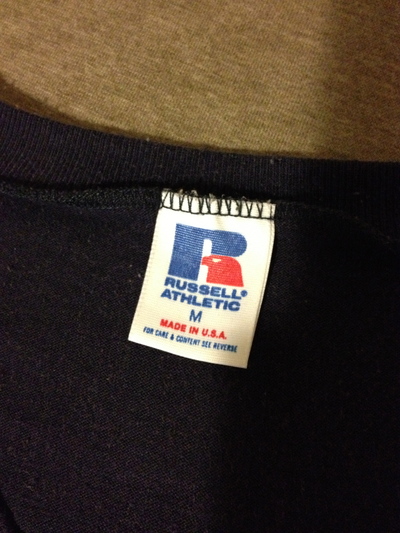 R
RUSSELL®
ATHLETIC
M
MADE IN U.S.A.
FOR CARE & CONTENT SEE REVERSE